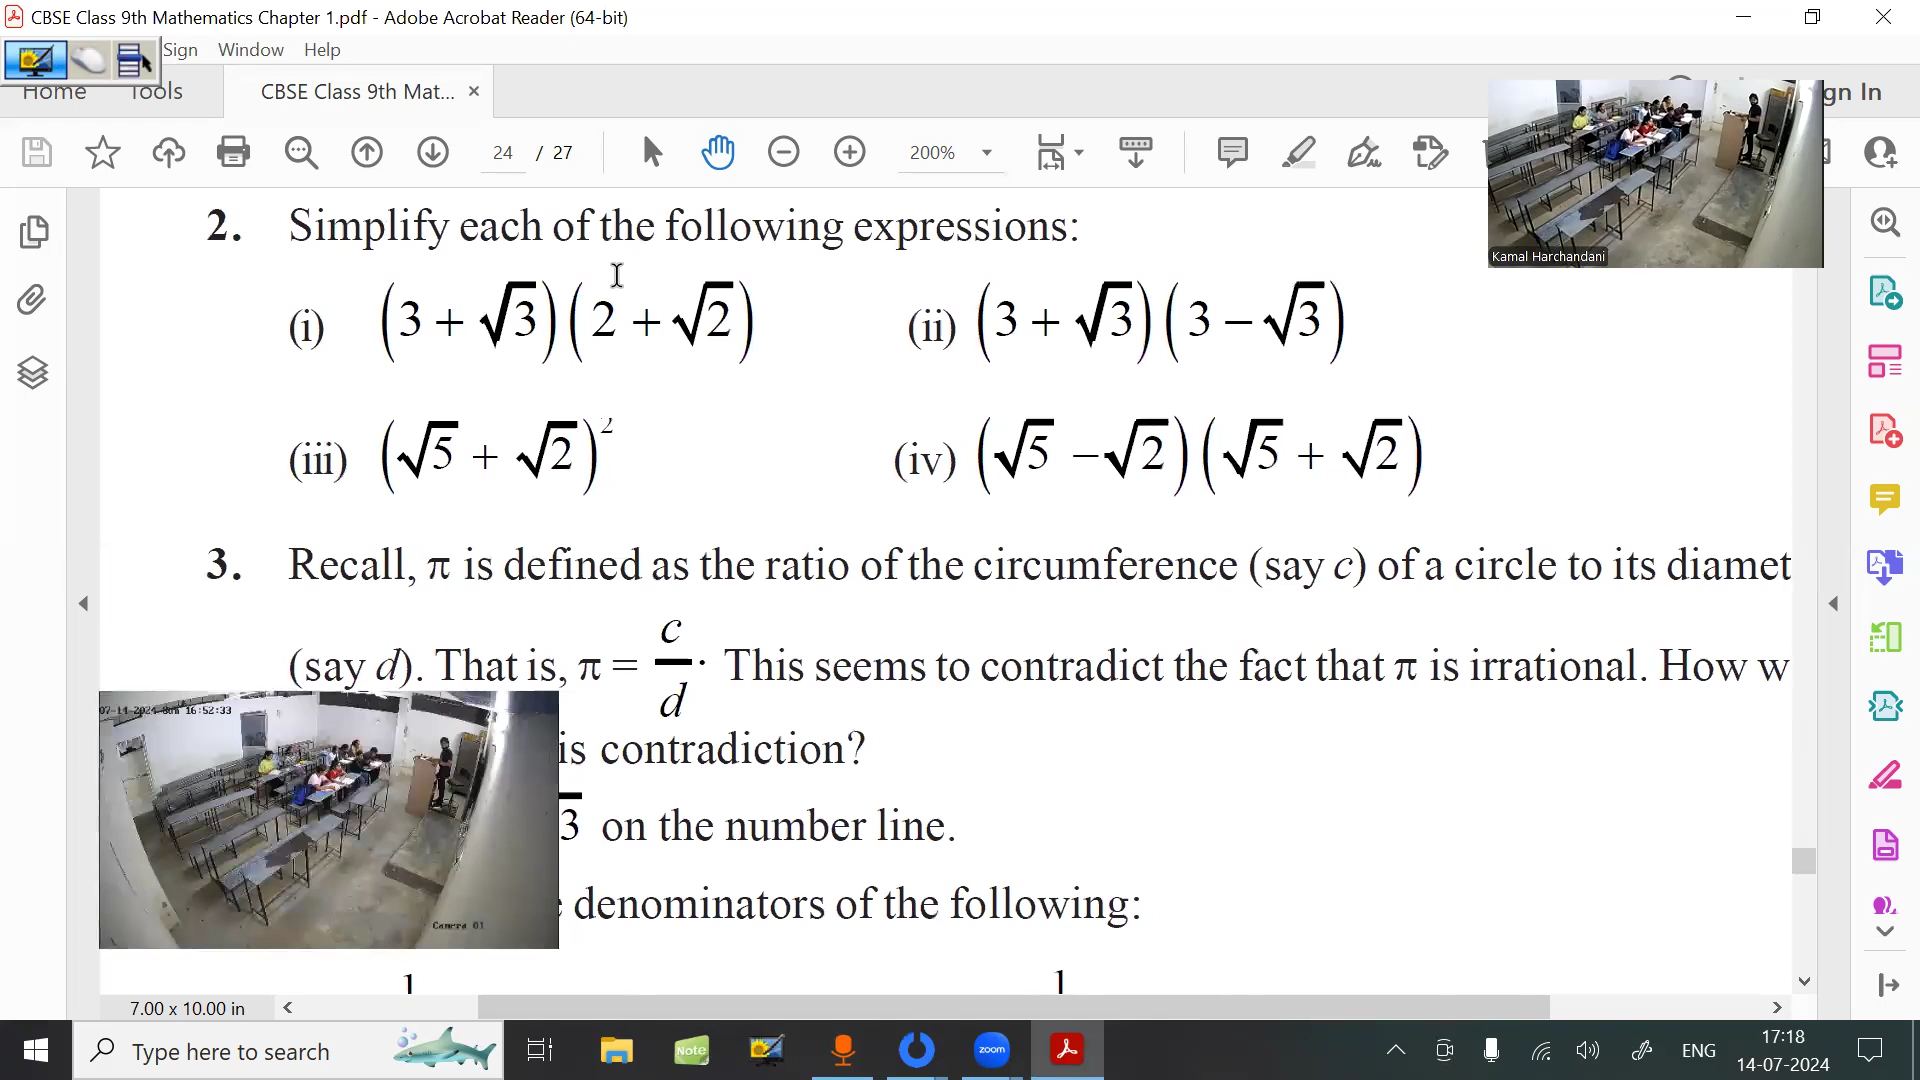 CBSE Class 9th Mathematics Chapter 1.pdf - Adobe Acrobat Reader (64-bit)
Sign Window Help
Home Tools CBSE Class 9th Mat... × gn In
24 / 27 200%
Kamal Harchandani
2. Simplify each of the following expressions:
(i) (3 + √3)(2 + √2) (ii) (3 + √3)(3 − √3)
(iii) (√5 + √2)² (iv) (√5 − √2)(√5 + √2)
3. Recall, π is defined as the ratio of the circumference (say c) of a circle to its diamet
(say d). That is, π = c/d. This seems to contradict the fact that π is irrational. How w
is contradiction?
07-14-2024 Sun 16:52:33
3 on the number line.
denominators of the following:
Camera 01
1 1
7.00 x 10.00 in
Type here to search
Note
zoom
ENG
17:18
14-07-2024